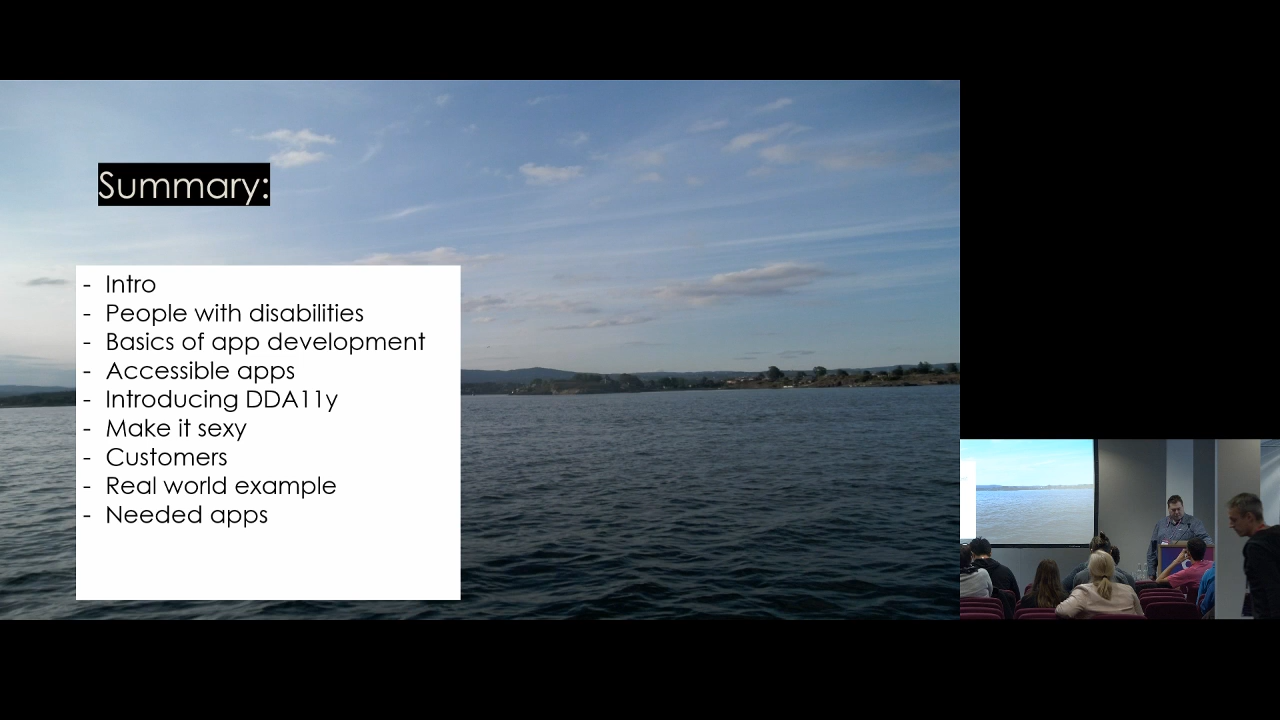 Summary:
- Intro
- People with disabilities
- Basics of app development
- Accessible apps
- Introducing DDA11y
- Make it sexy
- Customers
- Real world example
- Needed apps